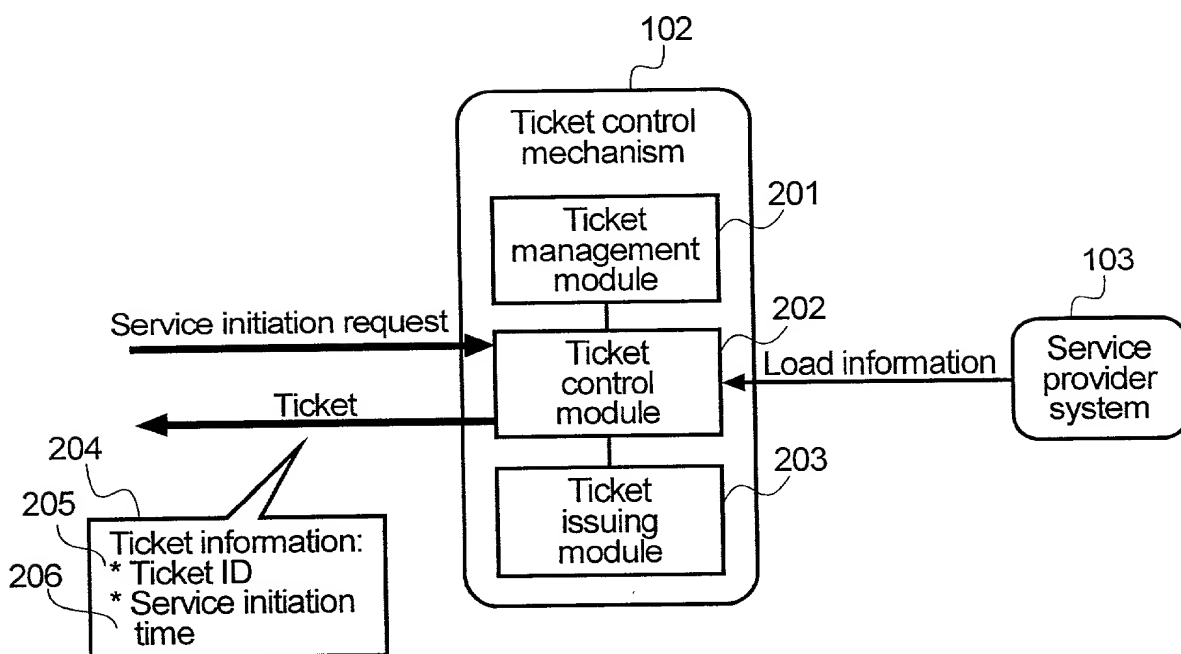 102
Ticket control
mechanism
201
Ticket
management
module
103
Service initiation request
202
Ticket
control
module
Load information
Service
provider
system
Ticket
204
203
205
Ticket
issuing
module
Ticket information:
* Ticket ID
206
* Service initiation
time